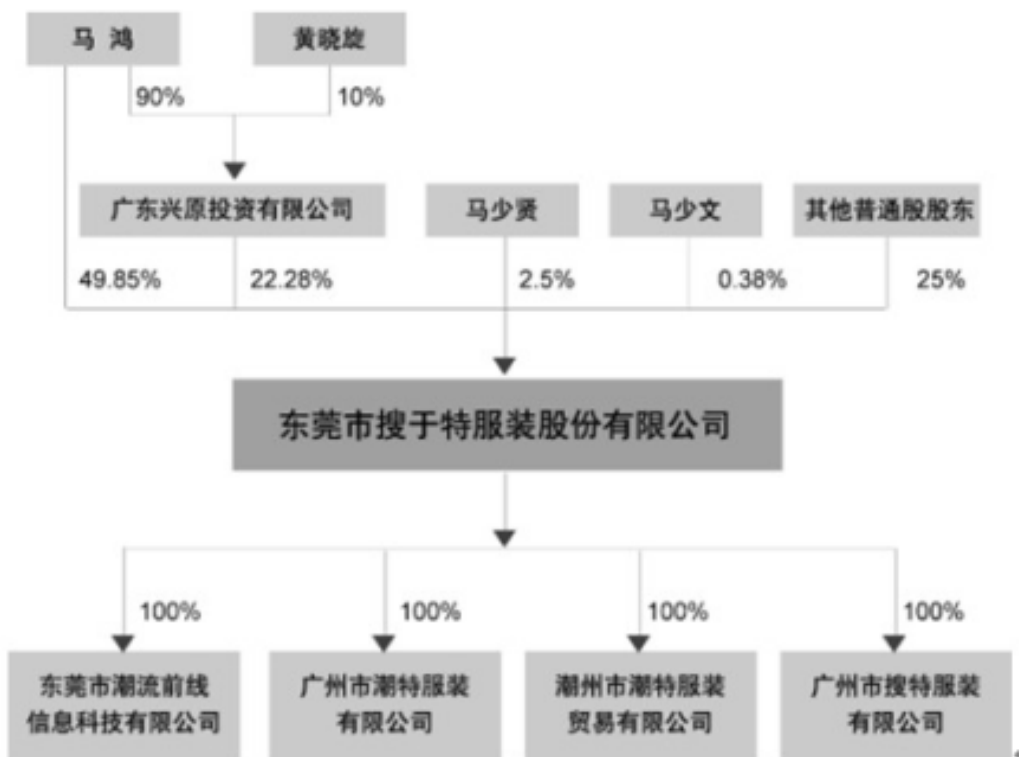 马 鸿
黄晓旋
90%
10%
广东兴原投资有限公司
马少贤
马少文
其他普通股股东
49.85%
22.28%
2.5%
0.38%
25%
东莞市搜于特服装股份有限公司
100%
100%
100%
100%
东莞市潮流前线
信息科技有限公司
广州市潮特服装
有限公司
潮州市潮特服装
贸易有限公司
广州市搜特服装
有限公司